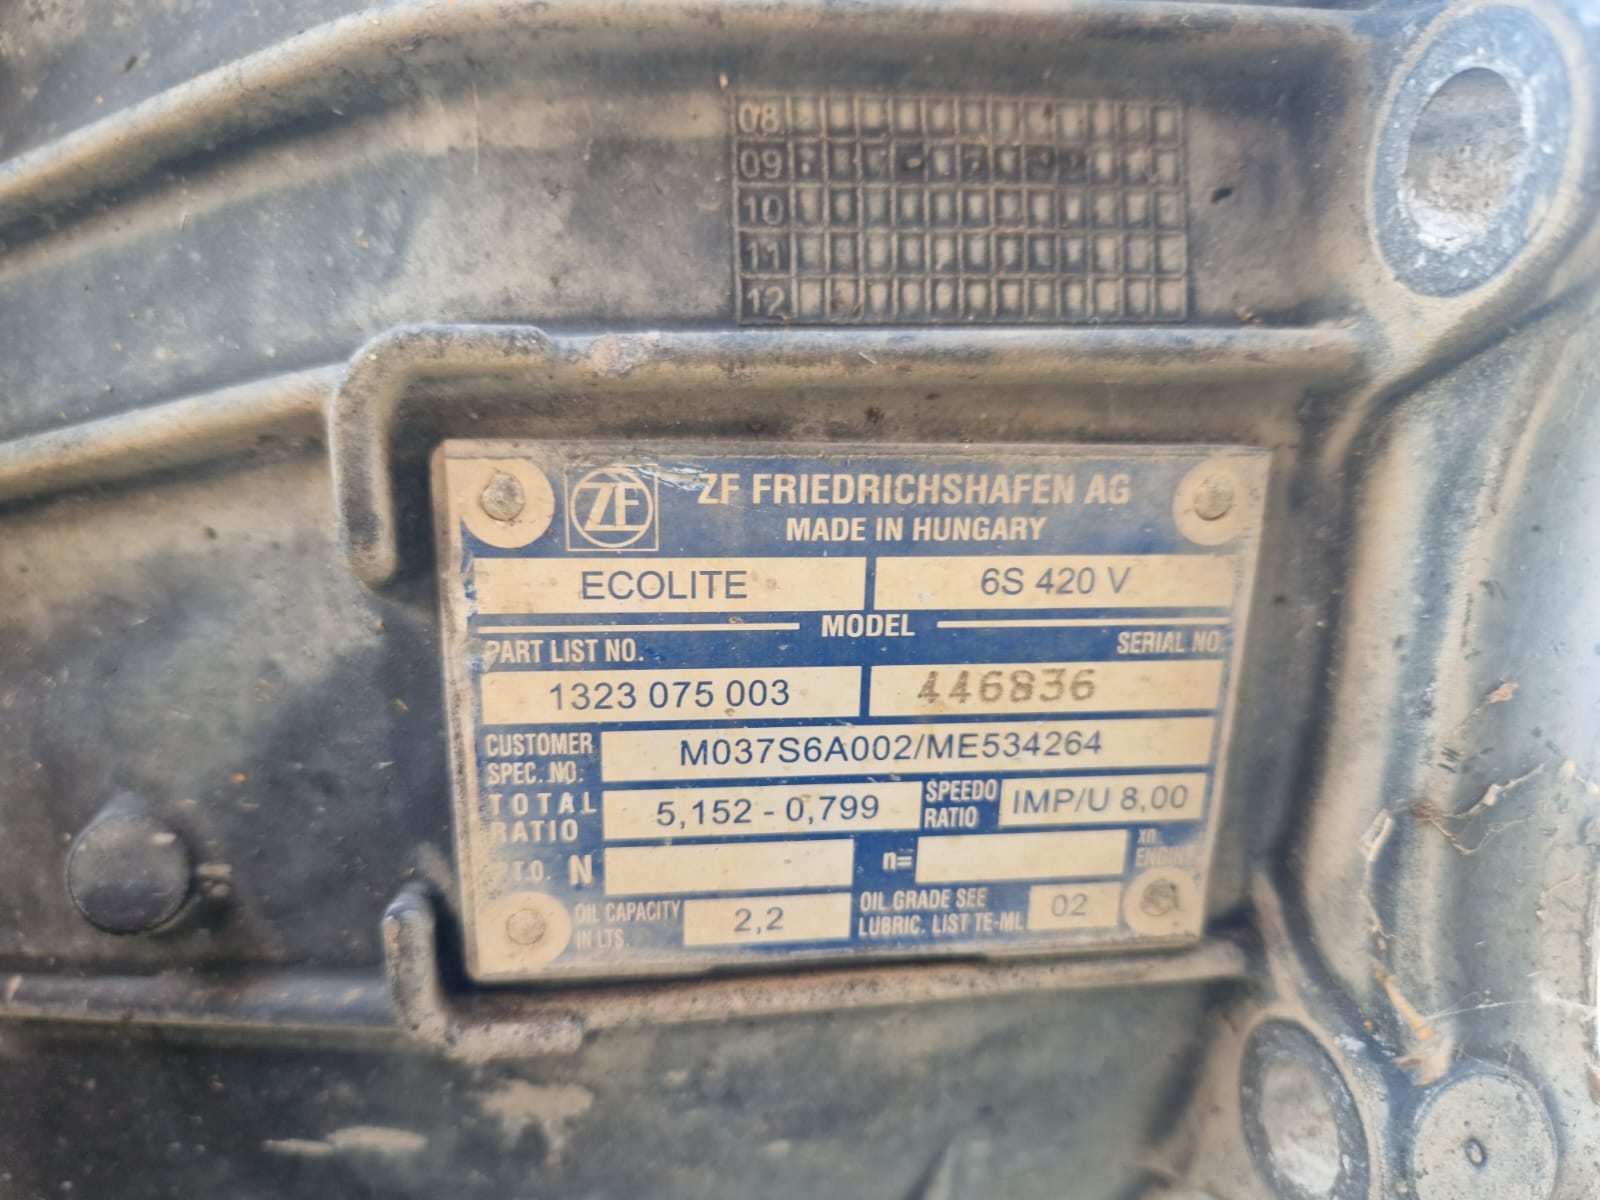 08
09
10
11
12
ZF
ZF FRIEDRICHSHAFEN AG
MADE IN HUNGARY
ECOLITE 6S 420 V
MODEL
PART LIST NO. SERIAL NO.
1323 075 003 446836
CUSTOMER SPEC. NO. M037S6A002/ME534264
TOTAL RATIO 5,152 - 0,799 SPEEDO RATIO IMP/U 8,00
P.T.O. N n= xn. ENGINE
OIL CAPACITY IN LTS. 2,2 OIL GRADE SEE LUBRIC. LIST TE-ML 02